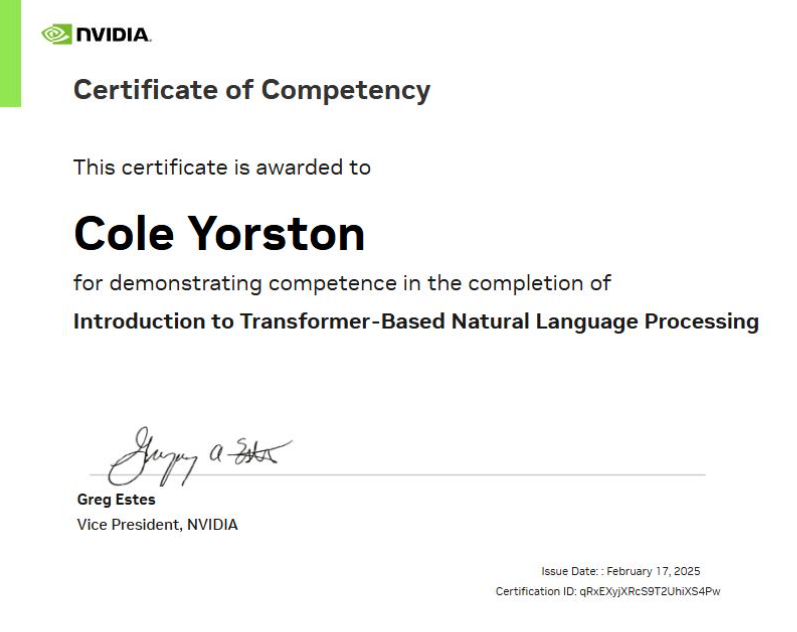 NVIDIA.
Certificate of Competency
This certificate is awarded to
Cole Yorston
for demonstrating competence in the completion of
Introduction to Transformer-Based Natural Language Processing
Gregory A Estes
Greg Estes
Vice President, NVIDIA
Issue Date: : February 17, 2025
Certification ID: qRxEXyjXRcS9T2UhiXS4Pw